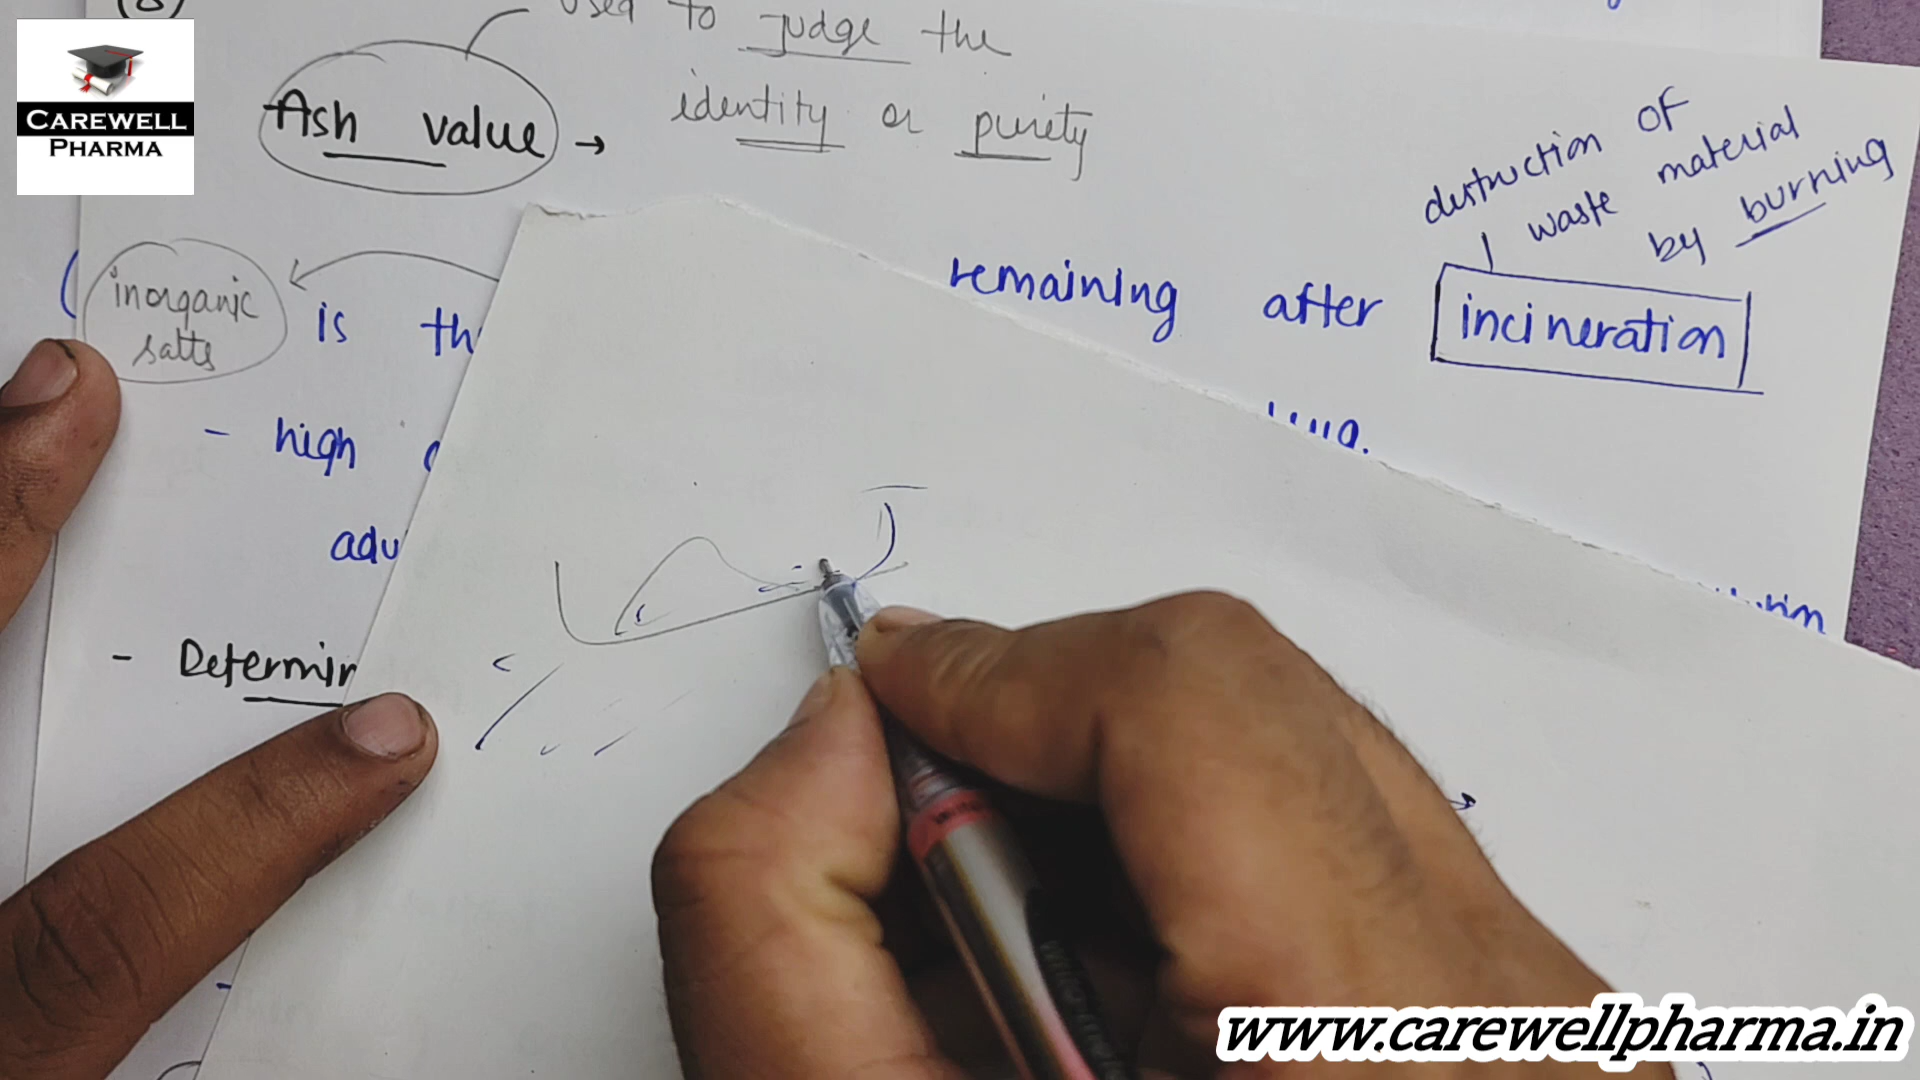 8
CAREWELL
PHARMA
used to judge the
Ash value → identity or purity
destruction of
waste material
by burning
inorganic
salts
is th
remaining after incineration
- high
adu
- Determin
www.carewellpharma.in